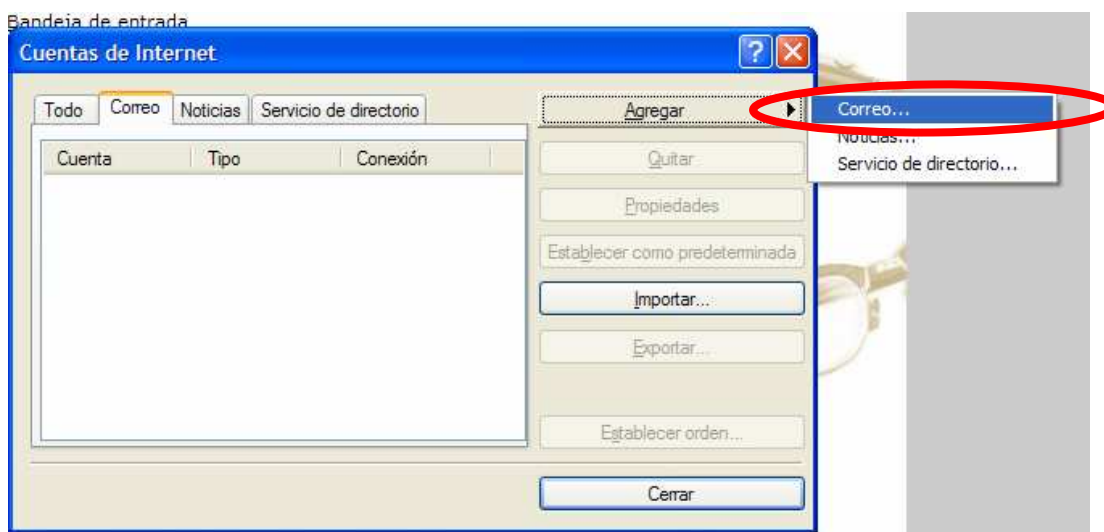 Bandeja de entrada
Cuentas de Internet
Todo Correo Noticias Servicio de directorio
Agregar
Correo...
Noticias...
Servicio de directorio...
Cuenta Tipo Conexión
Quitar
Propiedades
Establecer como predeterminada
Importar...
Exportar...
Establecer orden...
Cerrar